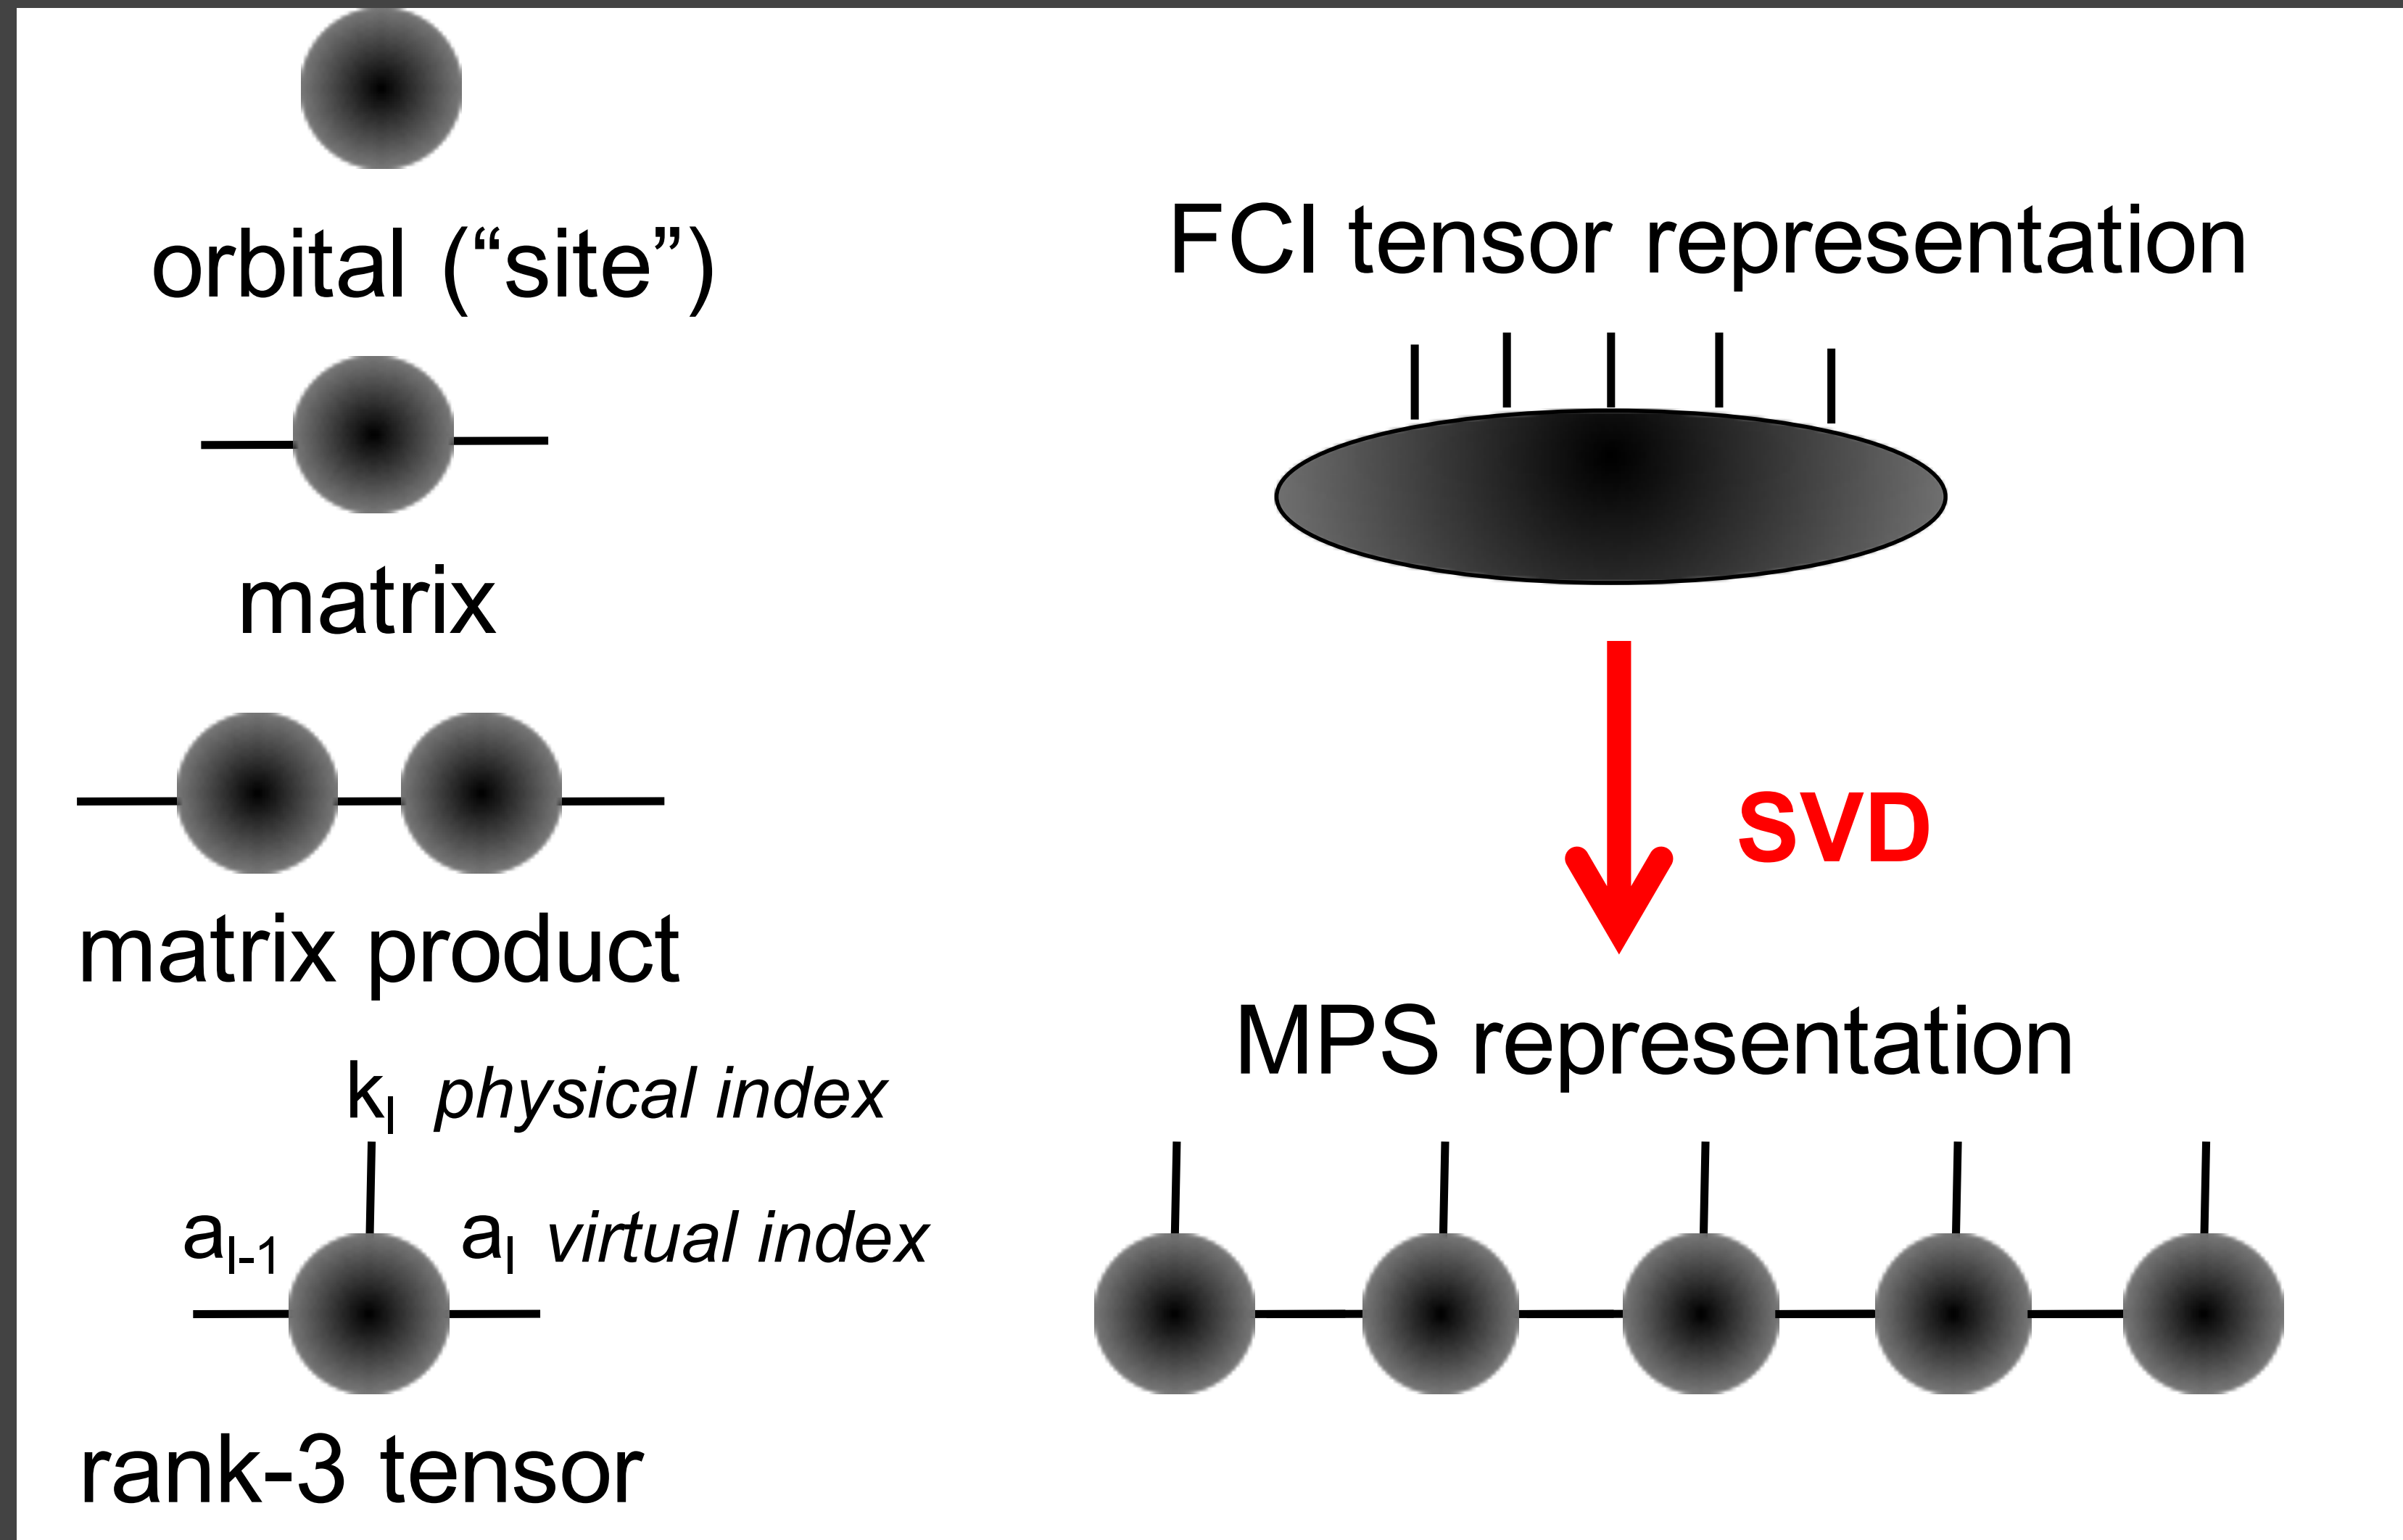 orbital (“site”)
matrix
matrix product
kl physical index
al-1 al virtual index
rank-3 tensor
FCI tensor representation
SVD
MPS representation